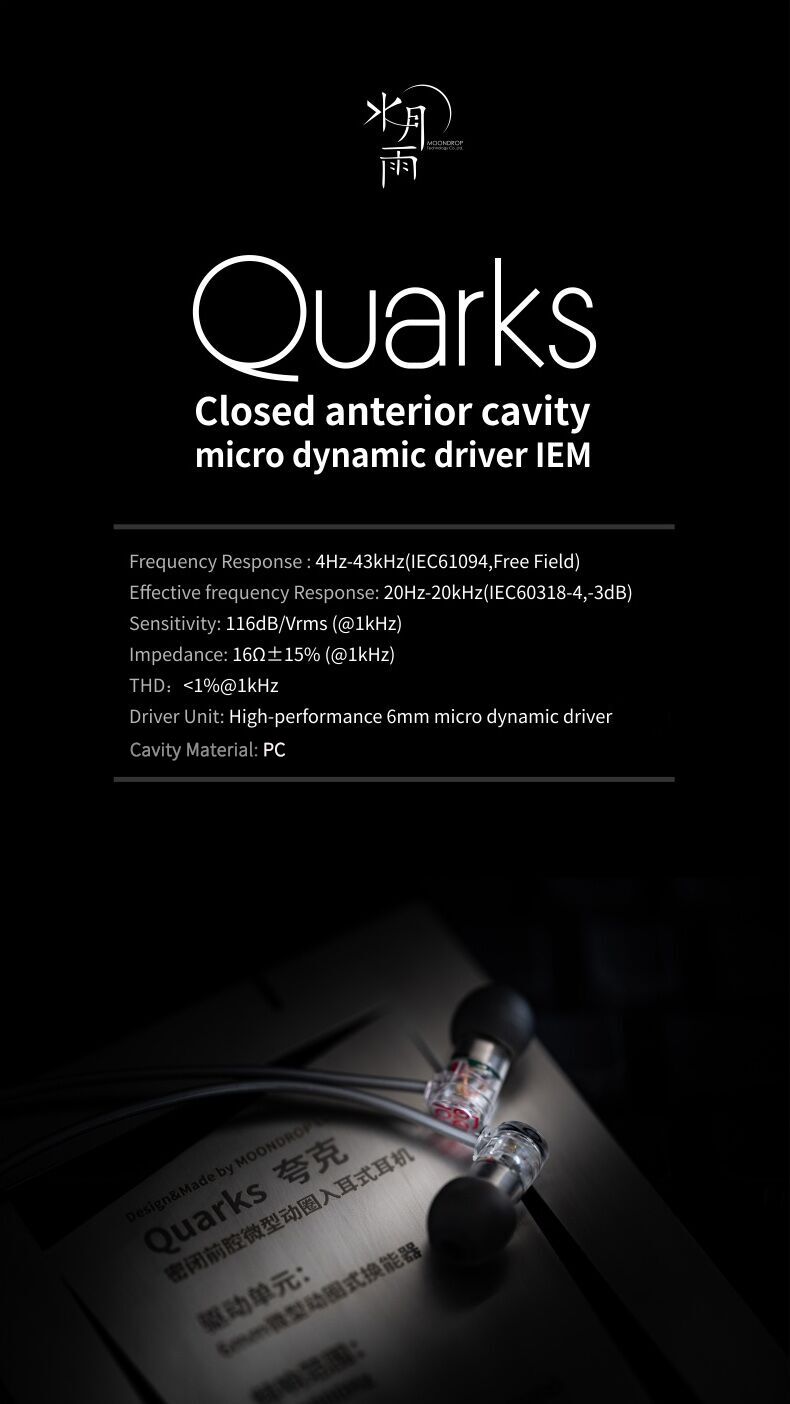 水月雨
MOONDROP
Technology Co.,Ltd.
Quarks
Closed anterior cavity
micro dynamic driver IEM
Frequency Response : 4Hz-43kHz(IEC61094,Free Field)
Effective frequency Response: 20Hz-20kHz(IEC60318-4,-3dB)
Sensitivity: 116dB/Vrms (@1kHz)
Impedance: 16Ω±15% (@1kHz)
THD：<1%@1kHz
Driver Unit: High-performance 6mm micro dynamic driver
Cavity Material: PC
Design&Made by MOONDROP
Quarks 夸克
密闭前腔微型动圈入耳式耳机
驱动单元：
6mm微型动圈式换能器